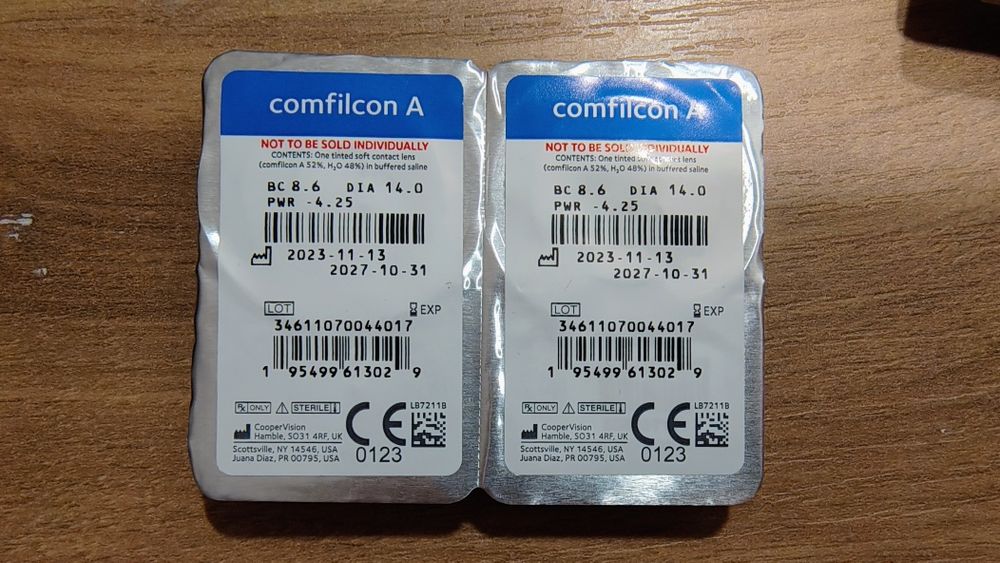 comfilcon A
NOT TO BE SOLD INDIVIDUALLY
CONTENTS: One tinted soft contact lens
(comfilcon A 52%, H₂O 48%) in buffered saline
BC 8.6 DIA 14.0
PWR -4.25
2023-11-13
2027-10-31
LOT EXP
34611070044017
1 95499 61302 9
Rx ONLY STERILE LB7211B
CooperVision
Hamble, SO31 4RF, UK
Scottsville, NY 14546, USA
Juana Diaz, PR 00795, USA
CE 0123
comfilcon A
NOT TO BE SOLD INDIVIDUALLY
CONTENTS: One tinted soft contact lens
(comfilcon A 52%, H₂O 48%) in buffered saline
BC 8.6 DIA 14.0
PWR -4.25
2023-11-13
2027-10-31
LOT EXP
34611070044017
1 95499 61302 9
Rx ONLY STERILE LB7211B
CooperVision
Hamble, SO31 4RF, UK
Scottsville, NY 14546, USA
Juana Diaz, PR 00795, USA
CE 0123